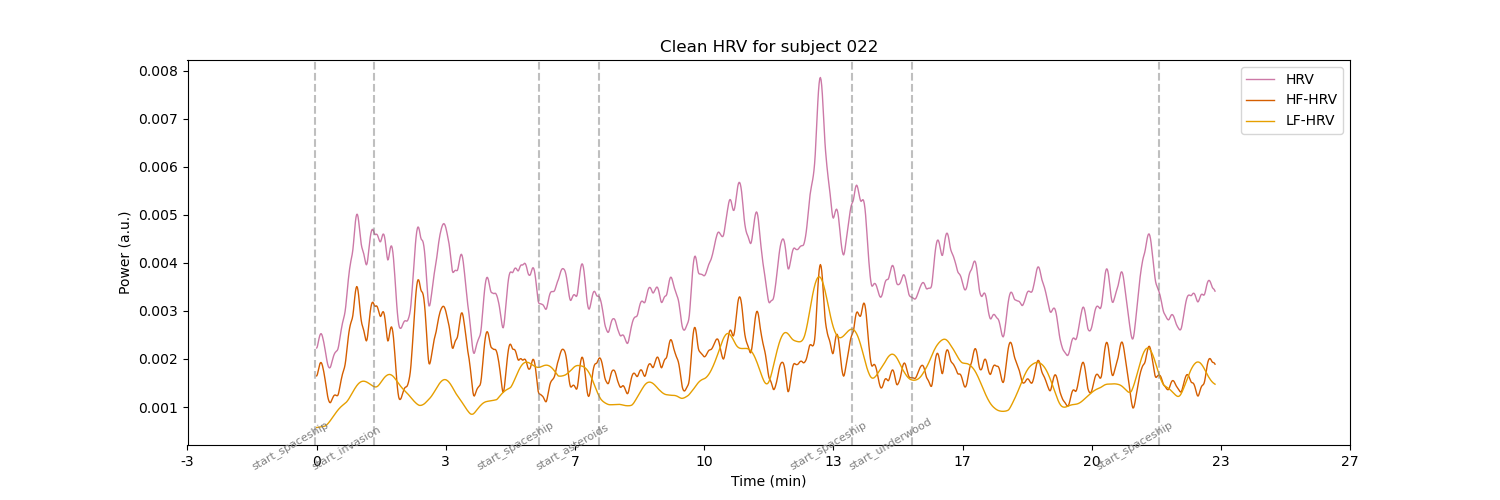 Clean HRV for subject 022
HRV
HF-HRV
LF-HRV
Power (a.u.)
0.008
0.007
0.006
0.005
0.004
0.003
0.002
0.001
start_spaceship
start_invasion
start_spaceship
start_asteroids
start_spaceship
start_underwood
start_spaceship
-3 0 3 7 10 13 17 20 23 27
Time (min)